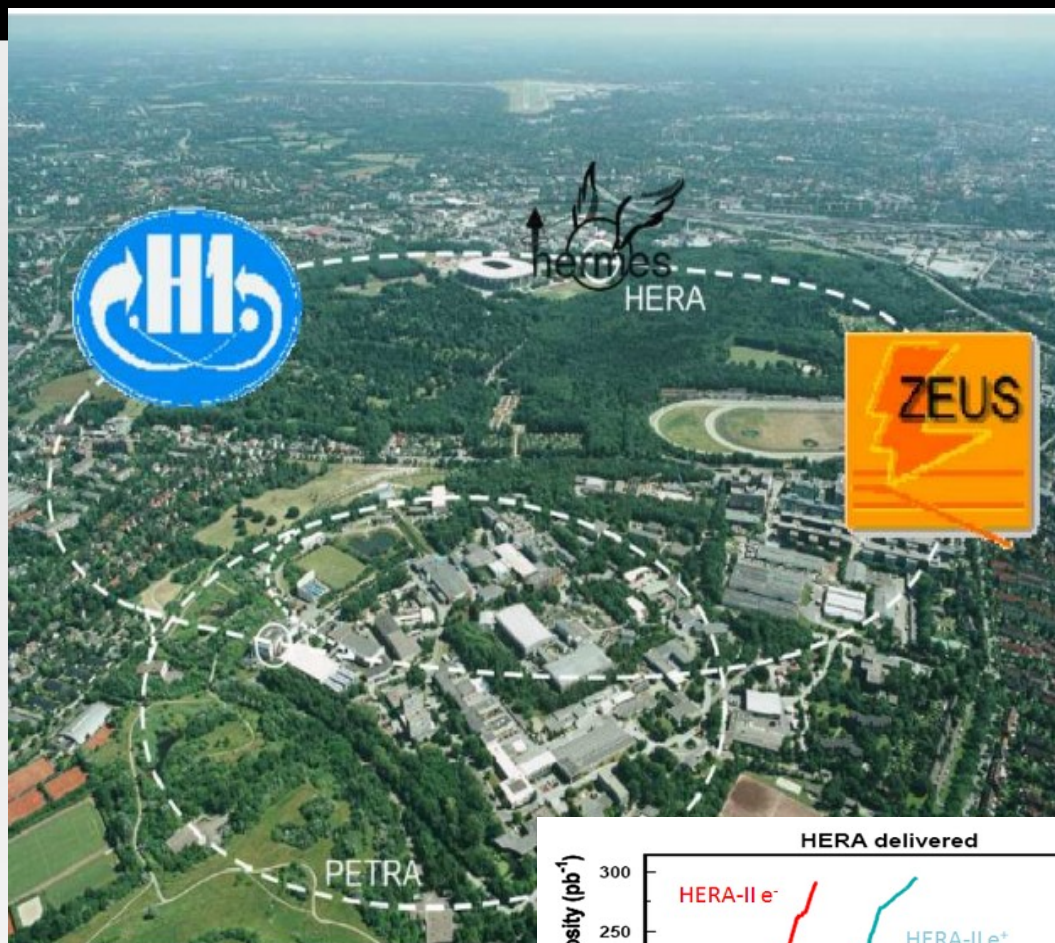 H1
hermes
HERA
ZEUS
PETRA
HERA delivered
300
HERA-II e⁻
250
HERA-II e⁺